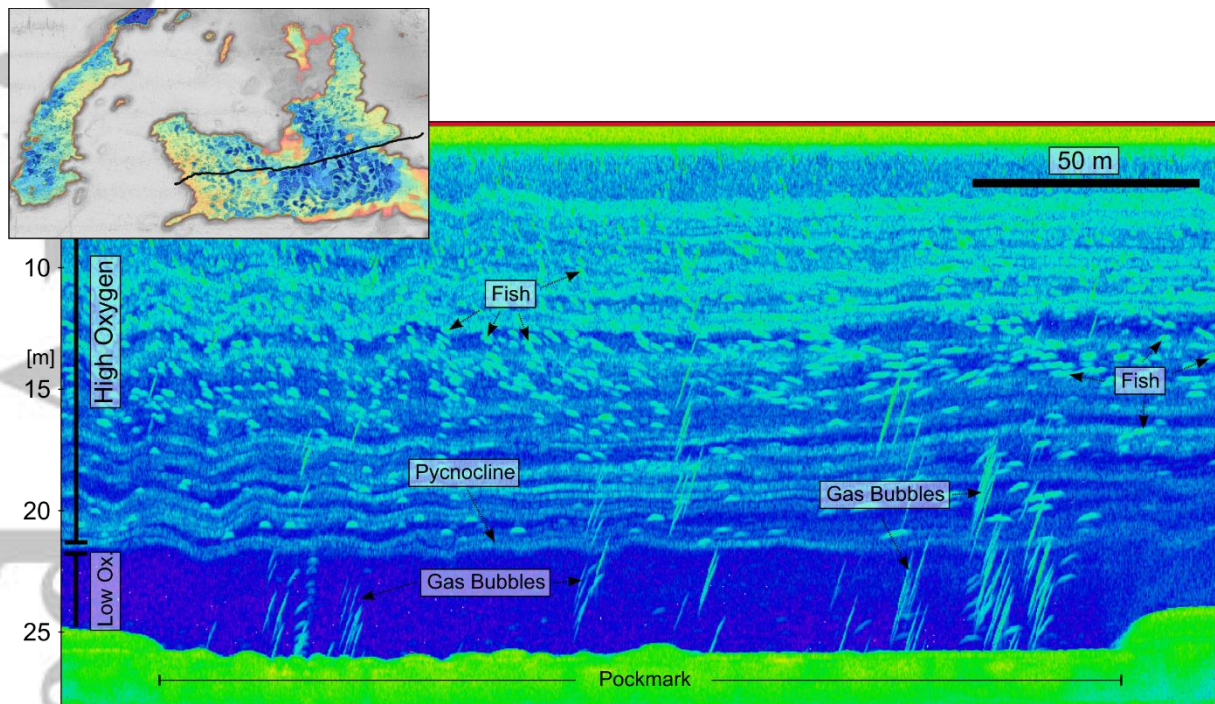 50 m
10
High Oxygen
Fish
[m]
15
Fish
Pycnocline
Gas Bubbles
20
Low Ox.
Gas Bubbles
25
Pockmark